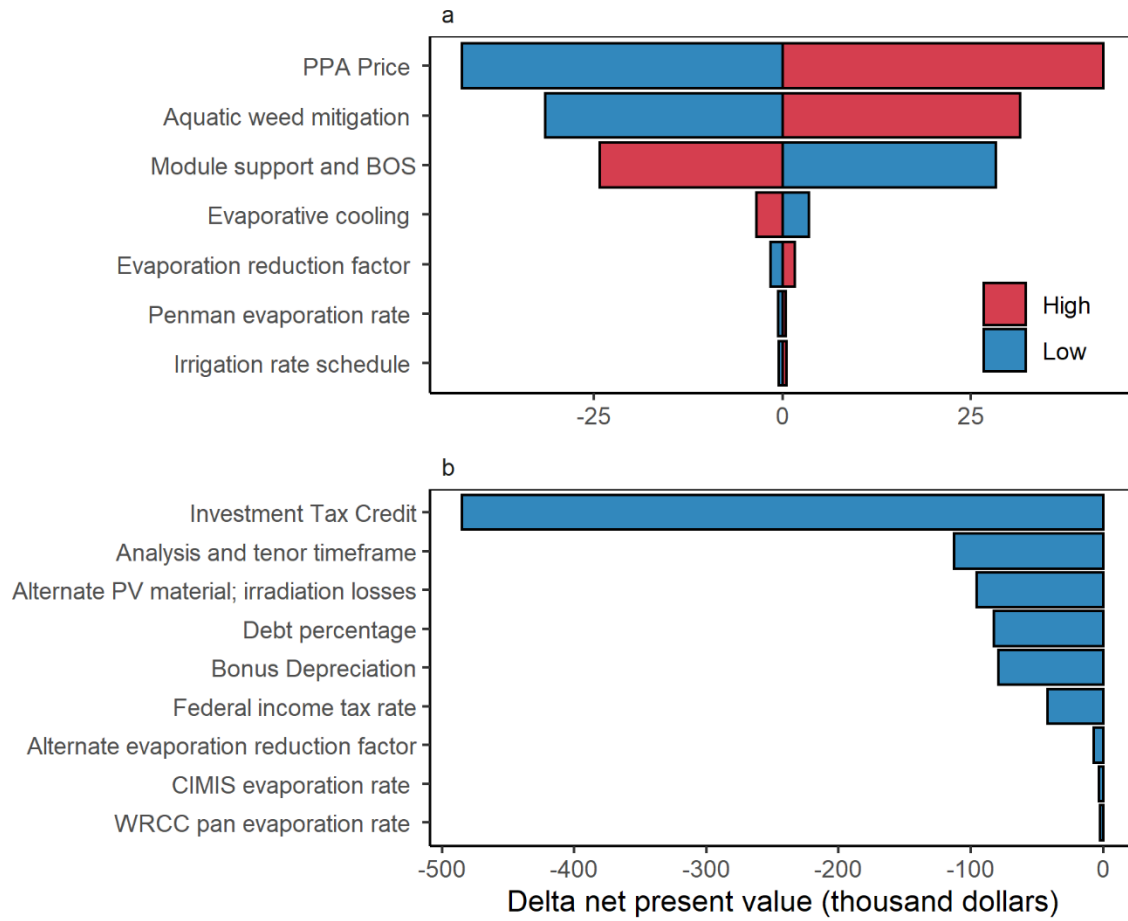 a
PPA Price
Aquatic weed mitigation
Module support and BOS
Evaporative cooling
Evaporation reduction factor
Penman evaporation rate
Irrigation rate schedule
High
Low
-25 0 25
b
Investment Tax Credit
Analysis and tenor timeframe
Alternate PV material; irradiation losses
Debt percentage
Bonus Depreciation
Federal income tax rate
Alternate evaporation reduction factor
CIMIS evaporation rate
WRCC pan evaporation rate
-500 -400 -300 -200 -100 0
Delta net present value (thousand dollars)